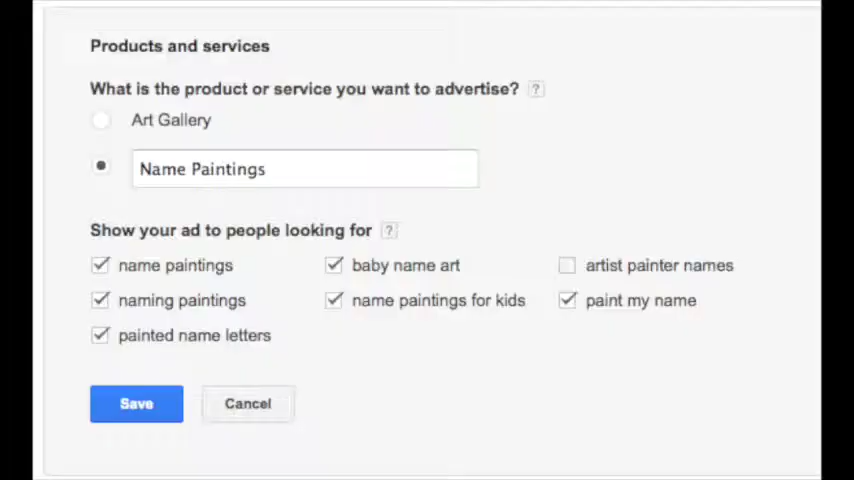 Products and services
What is the product or service you want to advertise? ?
Art Gallery
Name Paintings
Show your ad to people looking for ?
name paintings baby name art artist painter names
naming paintings name paintings for kids paint my name
painted name letters
Save Cancel